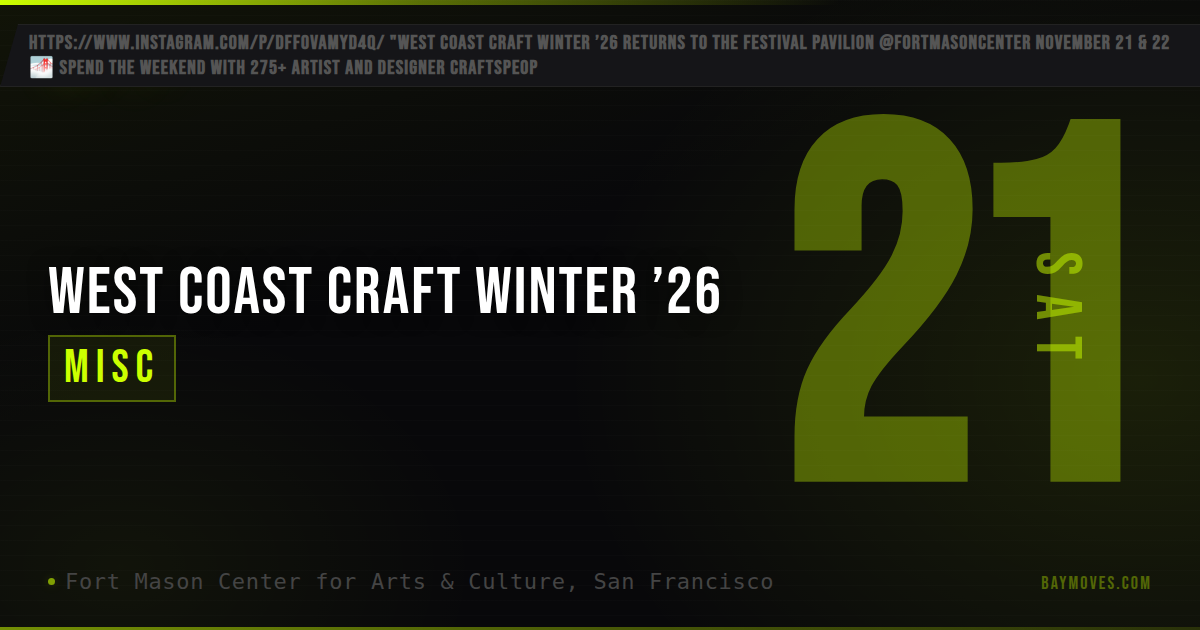 HTTPS://WWW.INSTAGRAM.COM/P/DFFOVAMYD4Q/ "WEST COAST CRAFT WINTER ’26 RETURNS TO THE FESTIVAL PAVILION @FORTMASONCENTER NOVEMBER 21 & 22
🌁 SPEND THE WEEKEND WITH 275+ ARTIST AND DESIGNER CRAFTSPEOP
21
SAT
WEST COAST CRAFT WINTER ’26
MISC
Fort Mason Center for Arts & Culture, San Francisco
BAYMOVES.COM